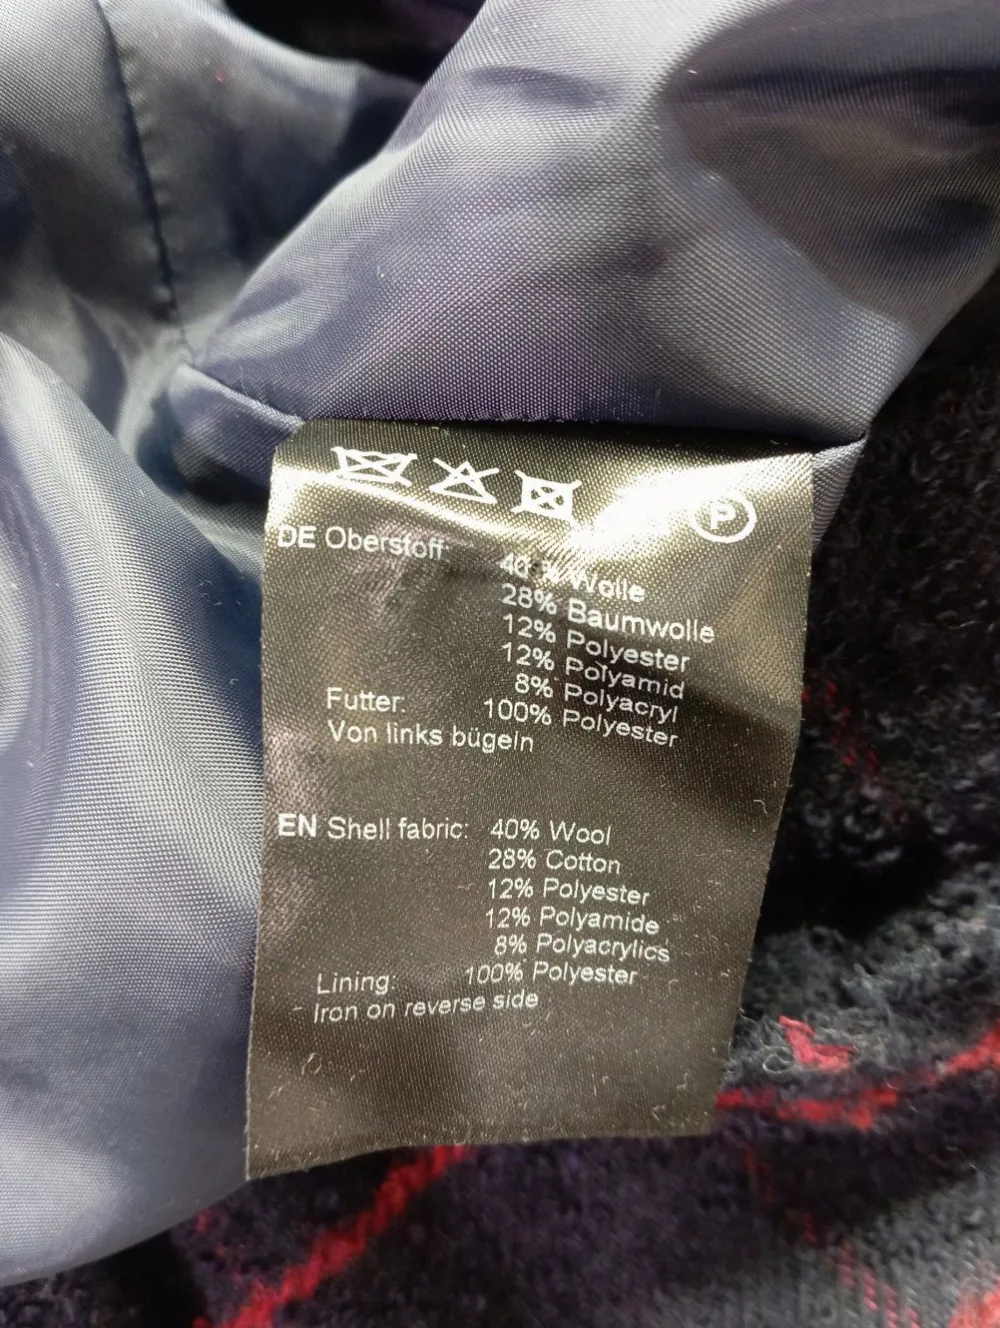 P
DE Oberstoff: 40 % Wolle
28% Baumwolle
12% Polyester
12% Polyamid
8% Polyacryl
Futter: 100% Polyester
Von links bügeln
EN Shell fabric: 40% Wool
28% Cotton
12% Polyester
12% Polyamide
8% Polyacrylics
Lining: 100% Polyester
Iron on reverse side